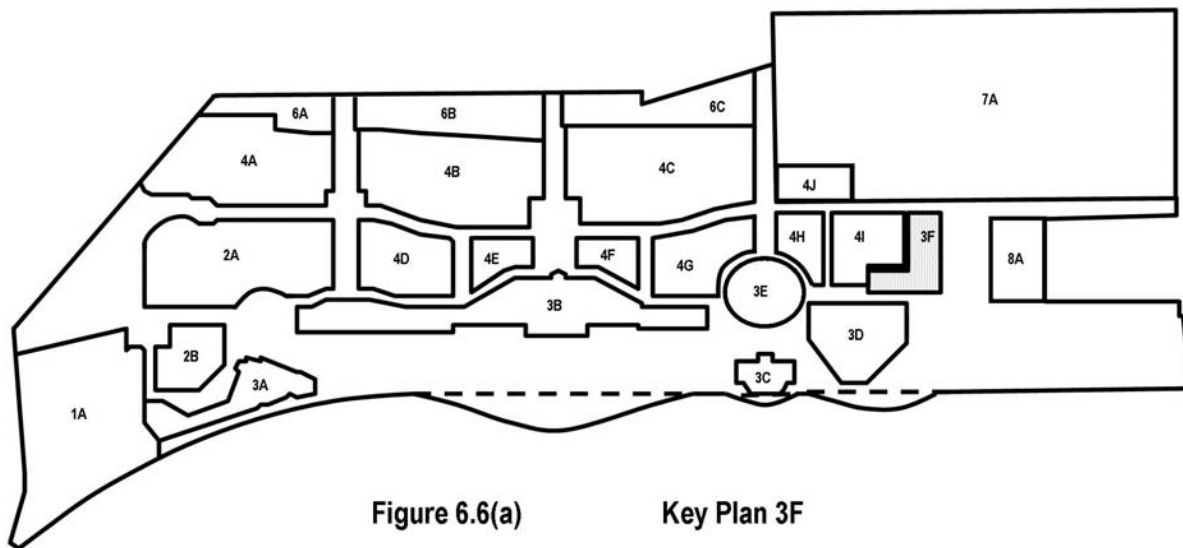 7A
6A
6B
6C
4A
4B
4C
4J
2A
4D
4E
4F
4G
4H
4I
3F
8A
3B
3E
3D
2B
3A
3C
1A
Figure 6.6(a) Key Plan 3F